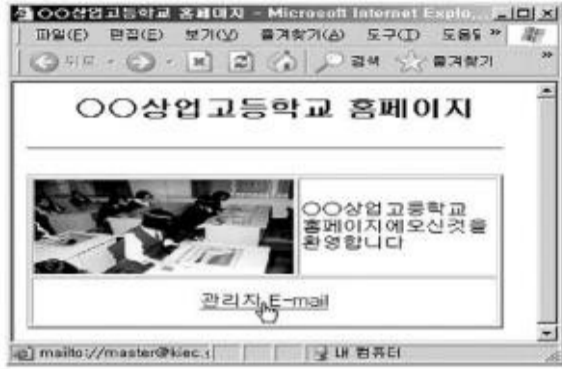 ○○상업고등학교 홈페이지 - Microsoft Internet Explo...
파일(F) 편집(E) 보기(V) 즐겨찾기(A) 도구(T) 도움말 »
뒤로 검색 즐겨찾기 »
○○상업고등학교 홈페이지
○○상업고등학교
홈페이지에오신것을
환영합니다
관리자 E-mail
mailto://master@kiec. 내 컴퓨터